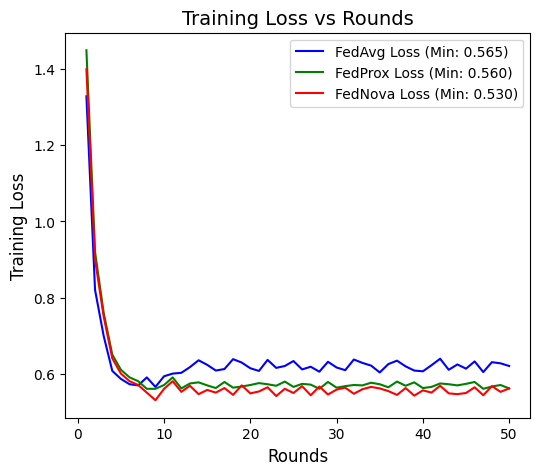 Training Loss vs Rounds
FedAvg Loss (Min: 0.565)
FedProx Loss (Min: 0.560)
FedNova Loss (Min: 0.530)
Training Loss
1.4
1.2
1.0
0.8
0.6
0
10
20
30
40
50
Rounds